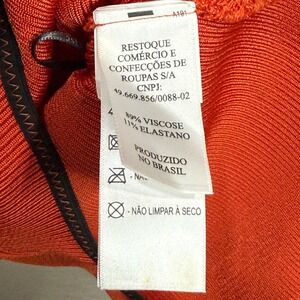 A191
RESTOQUE
COMÉRCIO E
CONFECÇÕES DE
ROUPAS S/A
CNPJ:
49.669.856/0088-02
89% VISCOSE
11% ELASTANO
PRODUZIDO
NO BRASIL
- NÃO LIMPAR À SECO